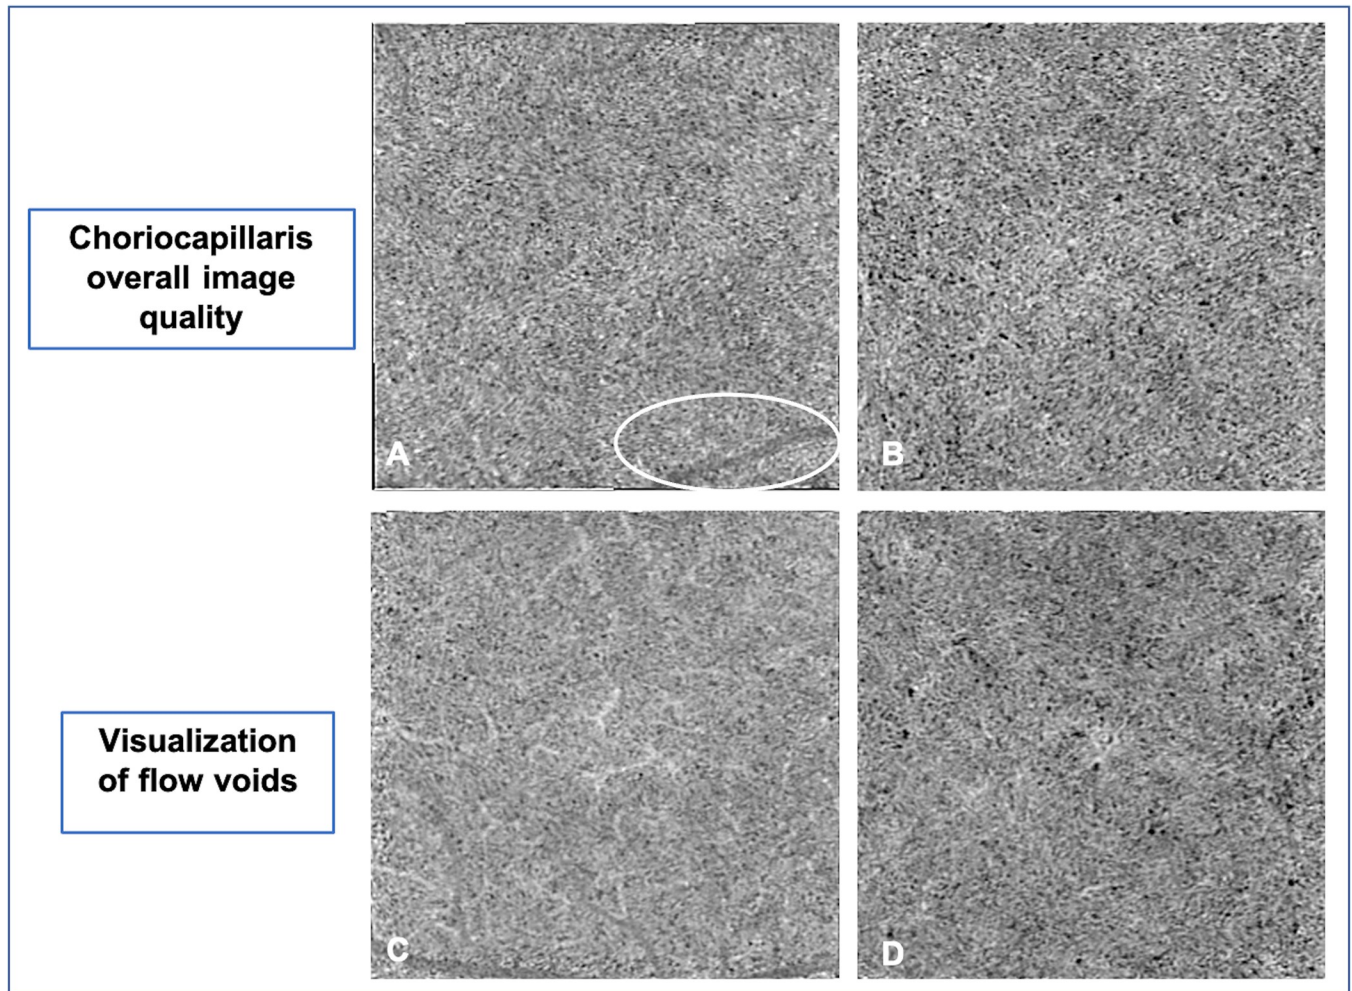 Choriocapillaris
overall image
quality
A
B
Visualization
of flow voids
C
D